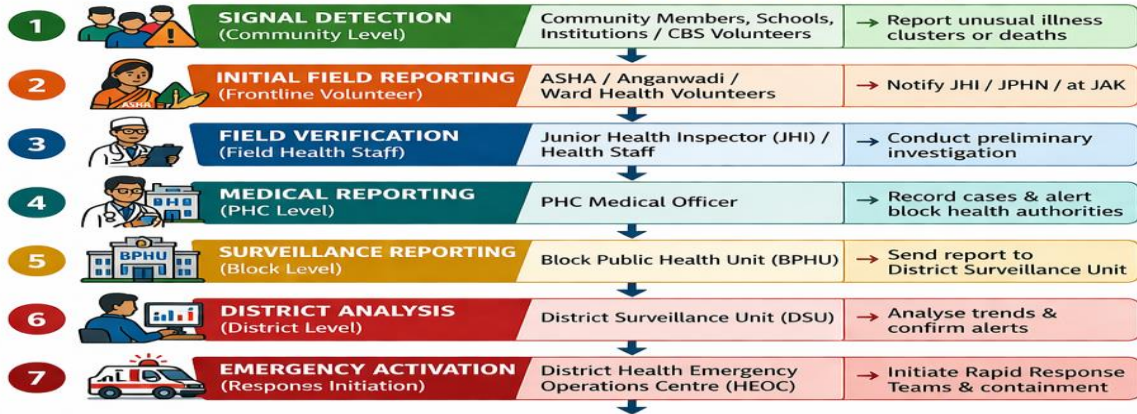 1
SIGNAL DETECTION
(Community Level)
Community Members, Schools,
Institutions / CBS Volunteers
→ Report unusual illness
clusters or deaths
2
ASHA
INITIAL FIELD REPORTING
(Frontline Volunteer)
ASHA / Anganwadi /
Ward Health Volunteers
→ Notify JHI / JPHN / at JAK
3
FIELD VERIFICATION
(Field Health Staff)
Junior Health Inspector (JHI) /
Health Staff
→ Conduct preliminary
investigation
4
MEDICAL REPORTING
(PHC Level)
PHC Medical Officer
→ Record cases & alert
block health authorities
5
BPHU
SURVEILLANCE REPORTING
(Block Level)
Block Public Health Unit (BPHU)
→ Send report to
District Surveillance Unit
6
DISTRICT ANALYSIS
(District Level)
District Surveillance Unit (DSU)
→ Analyse trends &
confirm alerts
7
EMERGENCY ACTIVATION
(Respones Initiation)
District Health Emergency
Operations Centre (HEOC)
→ Initiate Rapid Response
Teams & containment